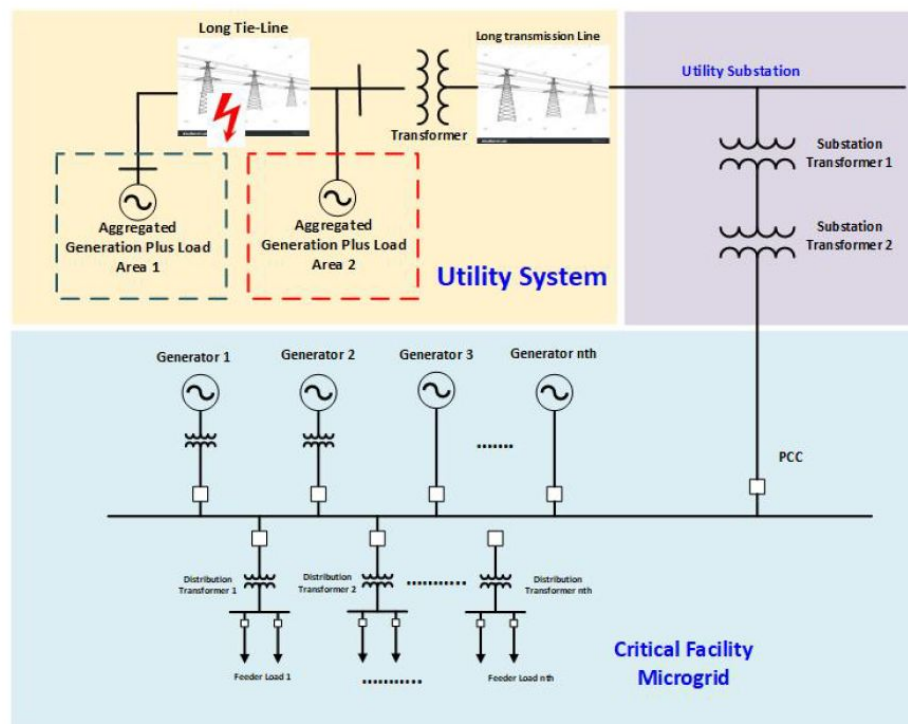 Long Tie-Line
Long transmission Line
Utility Substation
Transformer
Substation
Transformer 1
Aggregated
Generation Plus Load
Area 1
Aggregated
Generation Plus Load
Area 2
Substation
Transformer 2
Utility System
Generator 1
Generator 2
Generator 3
Generator nth
.......
PCC
Distribution
Transformer 1
Distribution
Transformer 2
...........
Distribution
Transformer nth
Feeder Load 1
...........
Feeder Load nth
Critical Facility
Microgrid